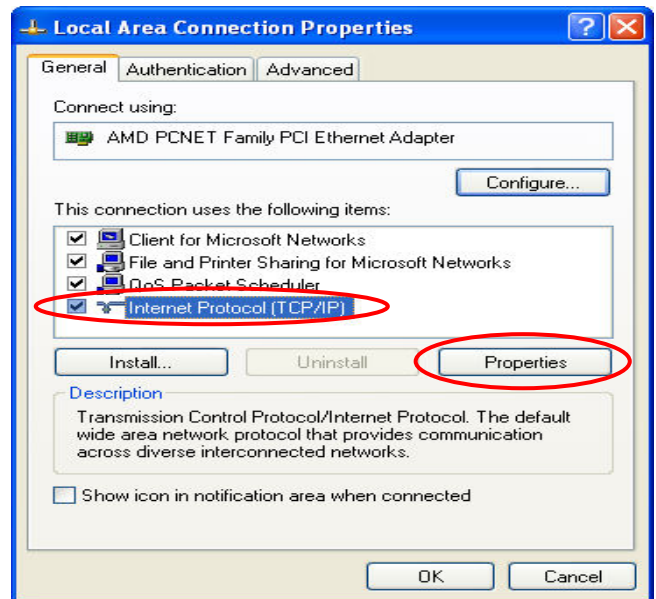 Local Area Connection Properties
General Authentication Advanced
Connect using:
AMD PCNET Family PCI Ethernet Adapter
Configure...
This connection uses the following items:
Client for Microsoft Networks
File and Printer Sharing for Microsoft Networks
QoS Packet Scheduler
Internet Protocol (TCP/IP)
Install... Uninstall Properties
Description
Transmission Control Protocol/Internet Protocol. The default
wide area network protocol that provides communication
across diverse interconnected networks.
Show icon in notification area when connected
OK Cancel